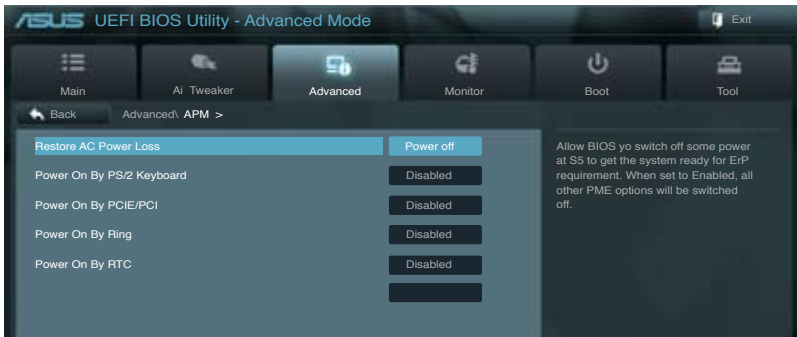 ASUS UEFI BIOS Utility - Advanced Mode
Exit
Main
Ai Tweaker
Advanced
Monitor
Boot
Tool
Back
Advanced\ APM >
Restore AC Power Loss
Power off
Power On By PS/2 Keyboard
Disabled
Power On By PCIE/PCI
Disabled
Power On By Ring
Disabled
Power On By RTC
Disabled
Allow BIOS yo switch off some power
at S5 to get the system ready for ErP
requirement. When set to Enabled, all
other PME options will be switched
off.